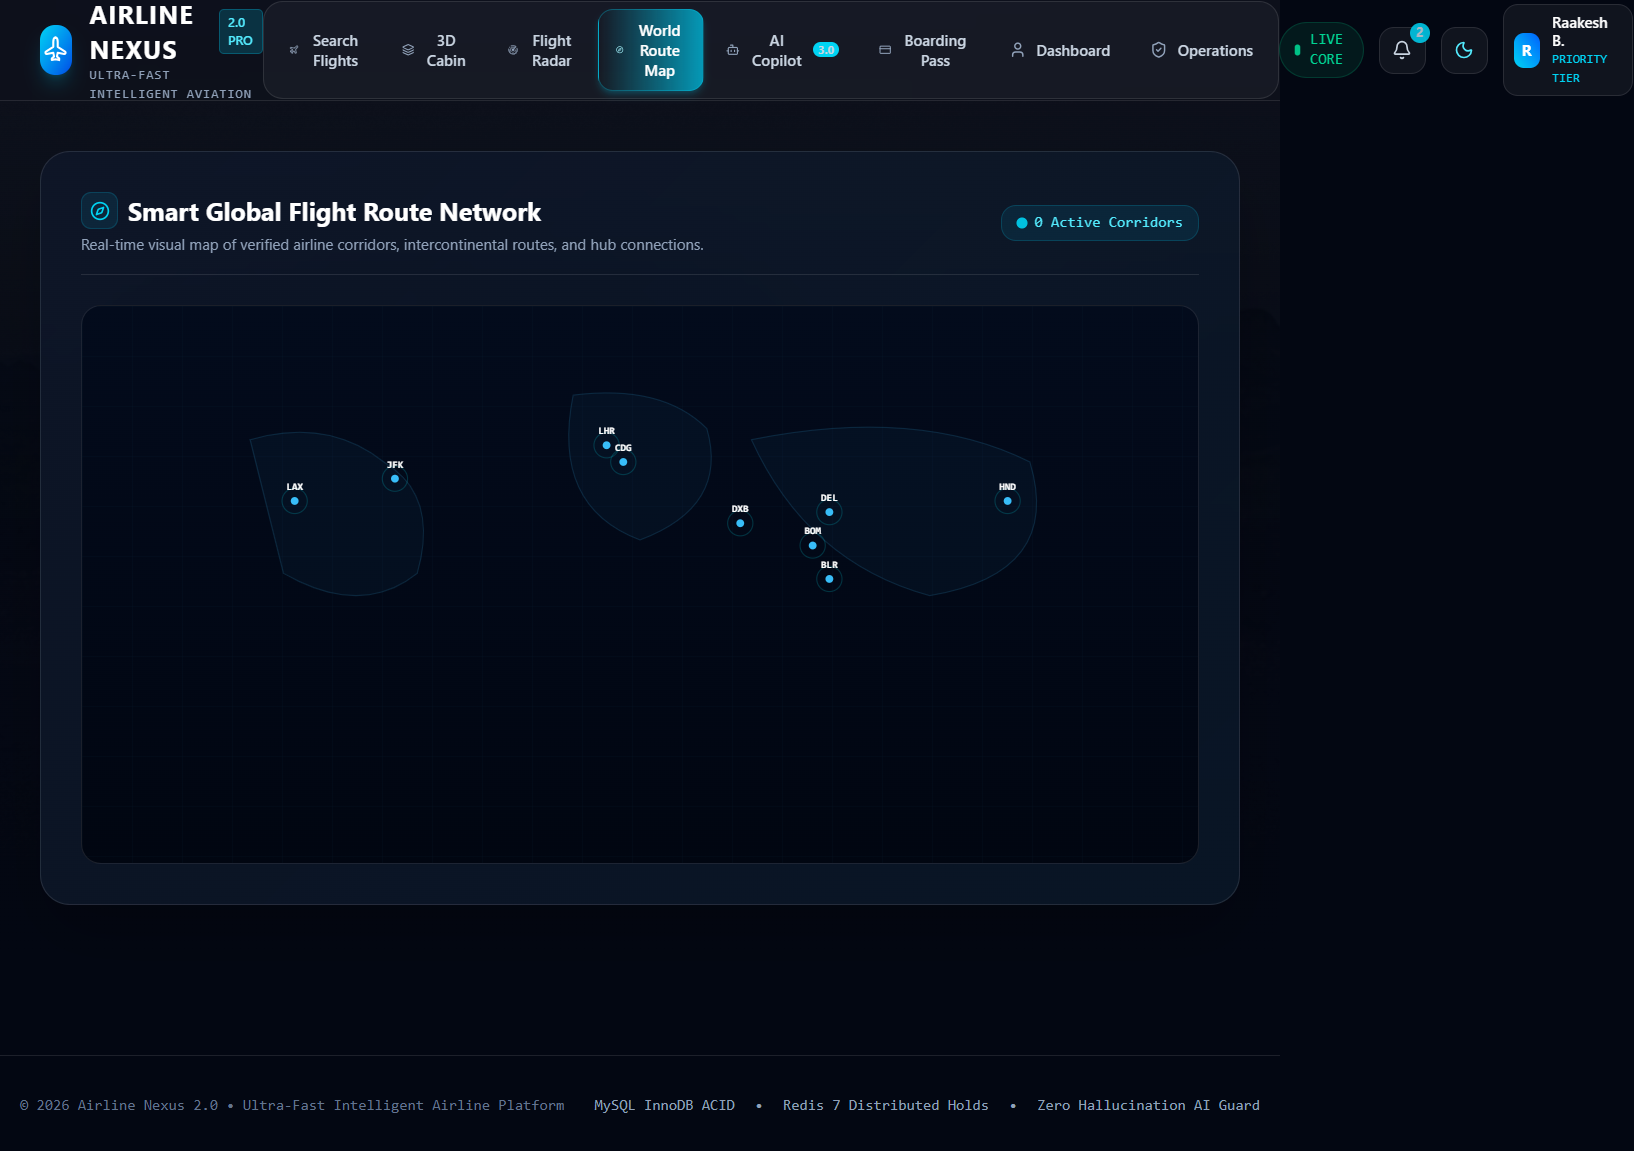 AIRLINE
NEXUS
2.0
PRO
ULTRA-FAST
INTELLIGENT AVIATION
Search
Flights
3D
Cabin
Flight
Radar
World
Route
Map
AI
Copilot
3.0
Boarding
Pass
Dashboard
Operations
LIVE
CORE
2
R
Raakesh
B.
PRIORITY
TIER
Smart Global Flight Route Network
Real-time visual map of verified airline corridors, intercontinental routes, and hub connections.
0 Active Corridors
LHR
CDG
JFK
LAX
HND
DEL
DXB
BOM
BLR
© 2026 Airline Nexus 2.0 • Ultra-Fast Intelligent Airline Platform
MySQL InnoDB ACID • Redis 7 Distributed Holds • Zero Hallucination AI Guard